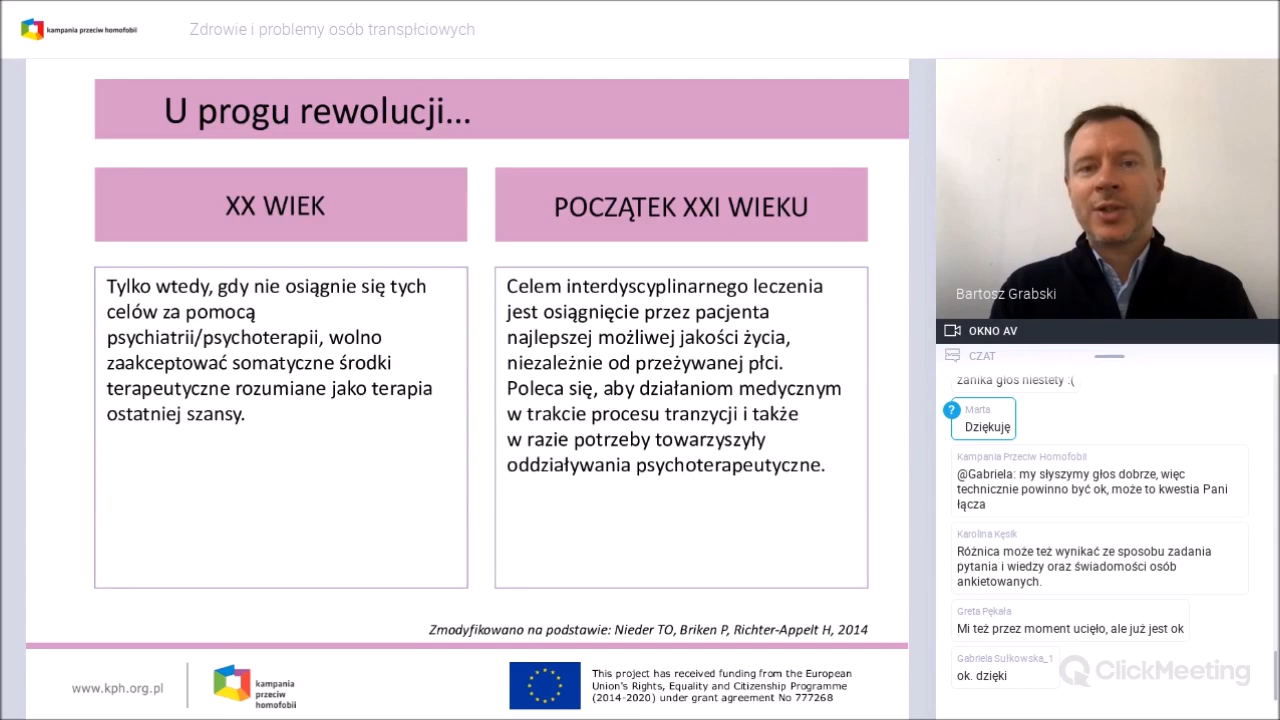 kampania przeciw homofobii
Zdrowie i problemy osób transpłciowych
U progu rewolucji...
XX WIEK
Tylko wtedy, gdy nie osiągnie się tych
celów za pomocą
psychiatrii/psychoterapii, wolno
zaakceptować somatyczne środki
terapeutyczne rozumiane jako terapia
ostatniej szansy.
POCZĄTEK XXI WIEKU
Celem interdyscyplinarnego leczenia
jest osiągnięcie przez pacjenta
najlepszej możliwej jakości życia,
niezależnie od przeżywanej płci.
Poleca się, aby działaniom medycznym
w trakcie procesu tranzycji i także
w razie potrzeby towarzyszyły
oddziaływania psychoterapeutyczne.
Zmodyfikowano na podstawie: Nieder TO, Briken P, Richter-Appelt H, 2014
www.kph.org.pl
kampania
przeciw
homofobii
This project has received funding from the European
Union's Rights, Equality and Citizenship Programme
(2014-2020) under grant agreement No 777268
Bartosz Grabski
OKNO AV
CZAT
zanika głos niestety :(
?
Marta
Dziękuję
Kampania Przeciw Homofobii
@Gabriela: my słyszymy głos dobrze, więc
technicznie powinno być ok, może to kwestia Pani
łącza
Karolina Kęsik
Różnica może też wynikać ze sposobu zadania
pytania i wiedzy oraz świadomości osób
ankietowanych.
Greta Pękała
Mi też przez moment ucięło, ale już jest ok
Gabriela Sułkowska_1
ok. dzięki
ClickMeeting